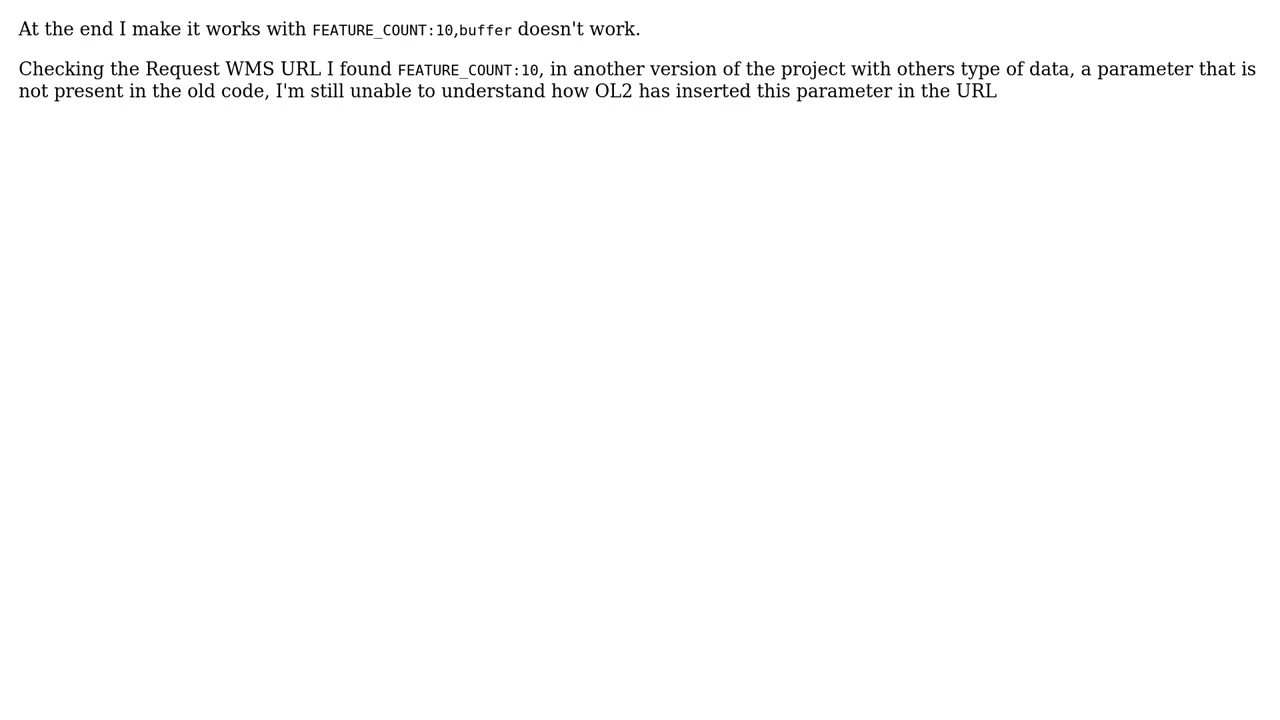 At the end I make it works with FEATURE_COUNT:10,buffer doesn't work.
Checking the Request WMS URL I found FEATURE_COUNT:10, in another version of the project with others type of data, a parameter that is
not present in the old code, I'm still unable to understand how OL2 has inserted this parameter in the URL